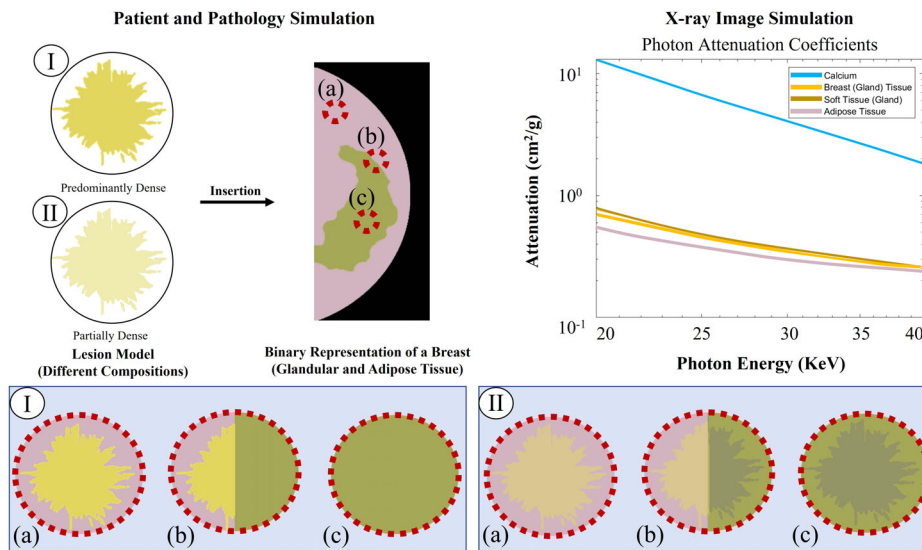 Patient and Pathology Simulation
I
Predominantly Dense
II
Partially Dense
Lesion Model
(Different Compositions)
Insertion
(a)
(b)
(c)
Binary Representation of a Breast
(Glandular and Adipose Tissue)
X-ray Image Simulation
Photon Attenuation Coefficients
Attenuation (cm²/g)
10¹
10⁰
10⁻¹
Calcium
Breast (Gland) Tissue
Soft Tissue (Gland)
Adipose Tissue
20 25 30 35 40
Photon Energy (KeV)
I
(a) (b) (c)
II
(a) (b) (c)